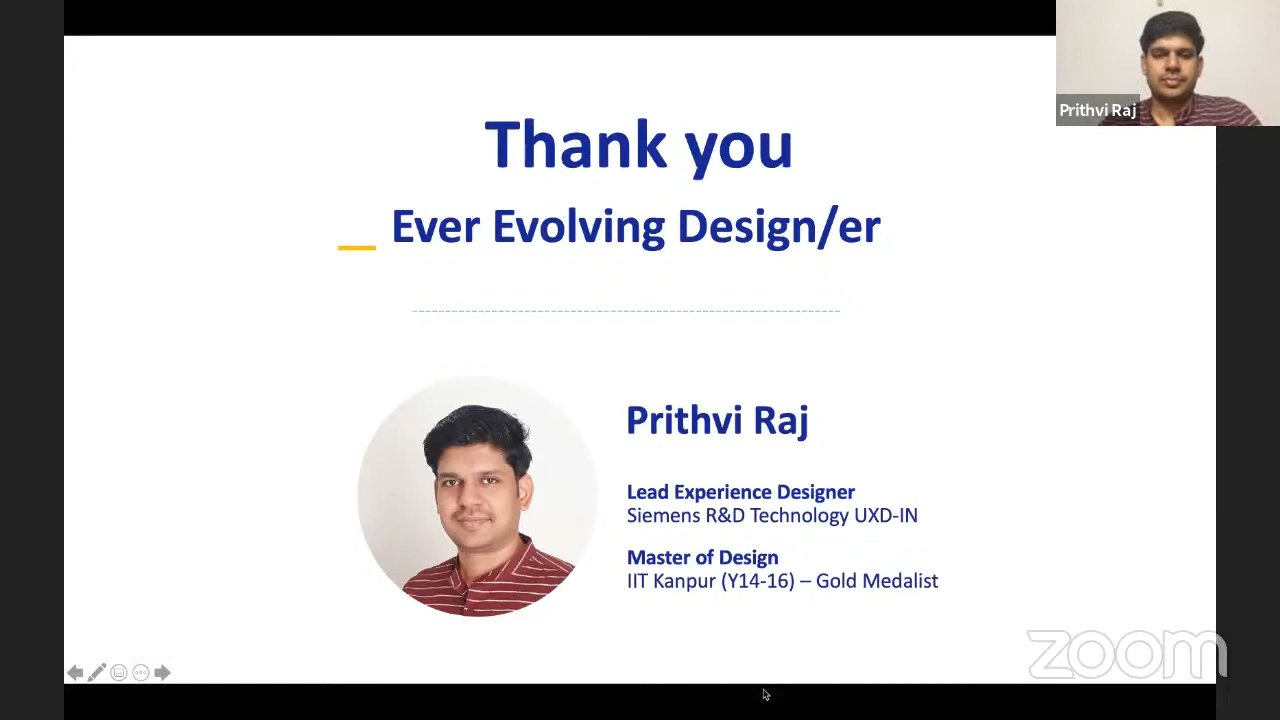 Thank you
Ever Evolving Design/er
Prithvi Raj
Prithvi Raj
Lead Experience Designer
Siemens R&D Technology UXD-IN
Master of Design
IIT Kanpur (Y14-16) – Gold Medalist
zoom